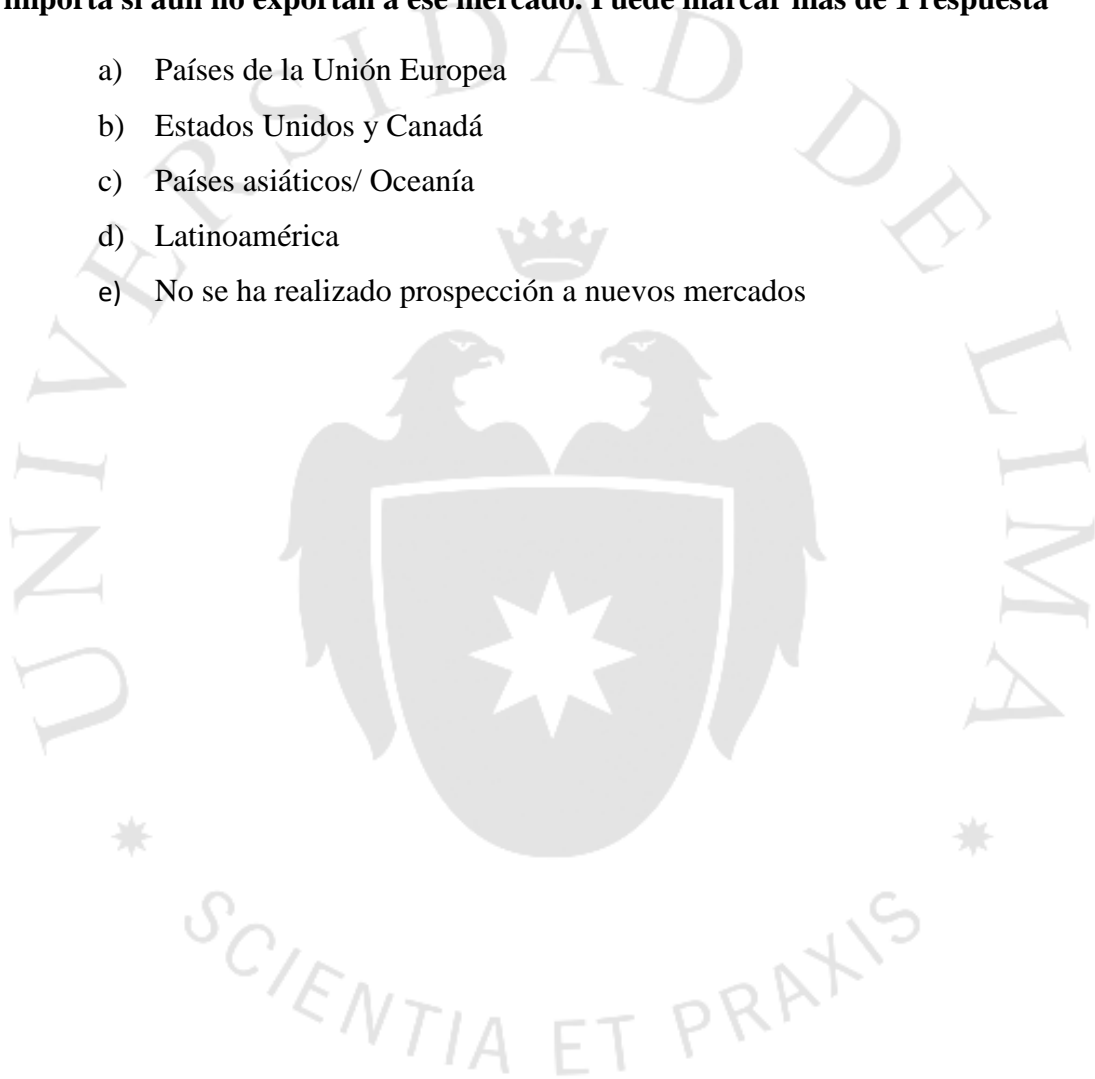 importa si aún no exportan a ese mercado. Puede marcar más de 1 respuesta
a) Países de la Unión Europea
b) Estados Unidos y Canadá
c) Países asiáticos/ Oceanía
d) Latinoamérica
e) No se ha realizado prospección a nuevos mercados
UNIVERSIDAD DE LIMA
SCIENTIA ET PRAXIS